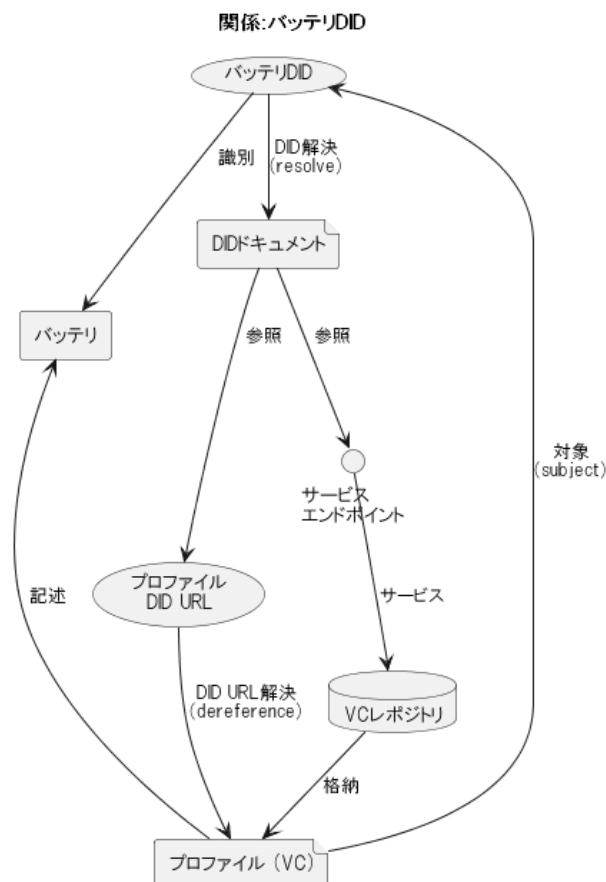 関係:バッテリDID
バッテリDID
識別
DID解決
(resolve)
DIDドキュメント
バッテリ
参照
参照
サービス
エンドポイント
対象
(subject)
プロファイル
DID URL
記述
サービス
DID URL解決
(dereference)
VCレポジトリ
格納
プロファイル (VC)